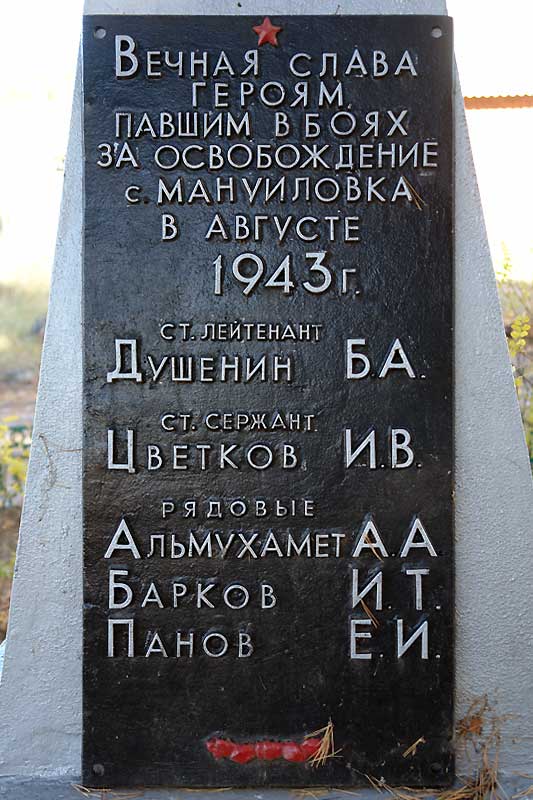 Вечная слава
героям,
павшим в боях
за освобождение
с. Мануиловка
в августе
1943 г.
ст. лейтенант
Душенин Б.А.
ст. сержант
Цветков И.В.
рядовые
Альмухамет А.А.
Барков И.Т.
Панов Е.И.